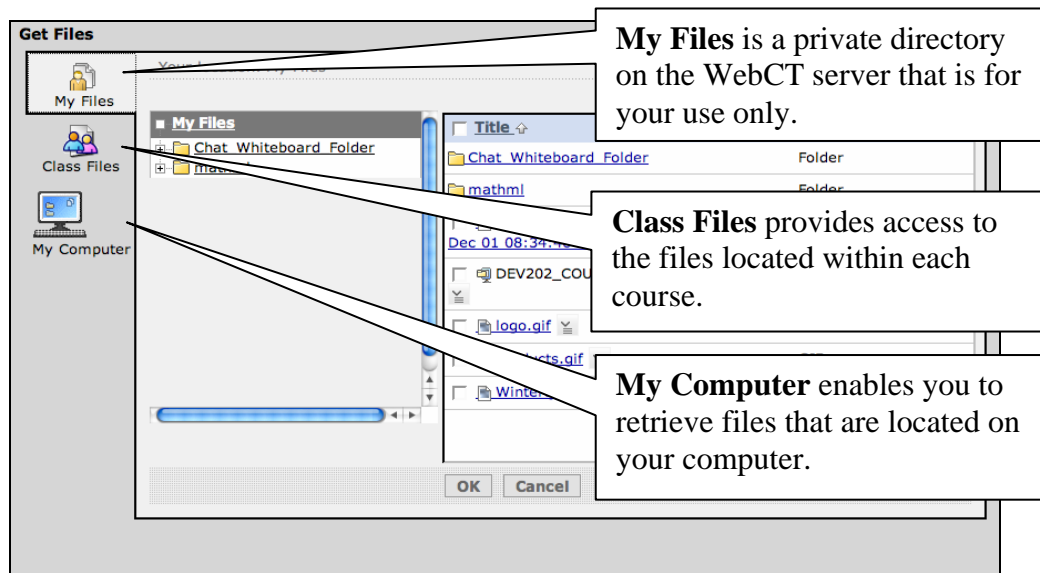 Get Files
My Files is a private directory
on the WebCT server that is for
your use only.
My Files
Class Files
My Computer
My Files
Chat_Whiteboard_Folder
Title
Chat_Whiteboard_Folder Folder
mathml Folder
Dec 01
DEV202_COU
logo.gif
Class Files provides access to
the files located within each
course.
My Computer enables you to
retrieve files that are located on
your computer.
OK Cancel